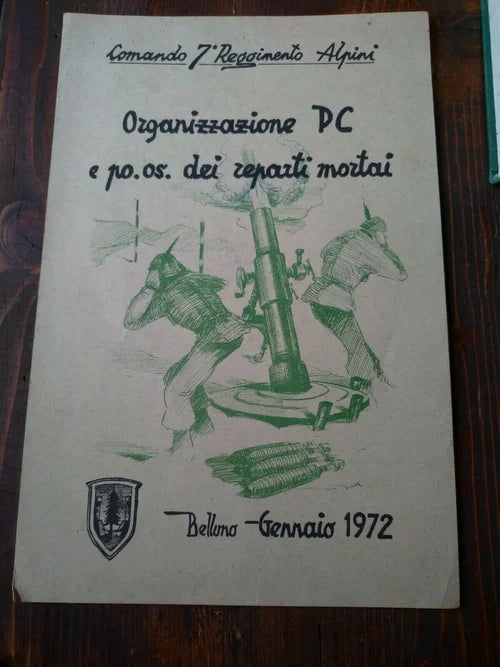 Comando 7° Reggimento Alpini
Organizzazione PC
e po.os. dei reparti mortai
Belluno - Gennaio 1972